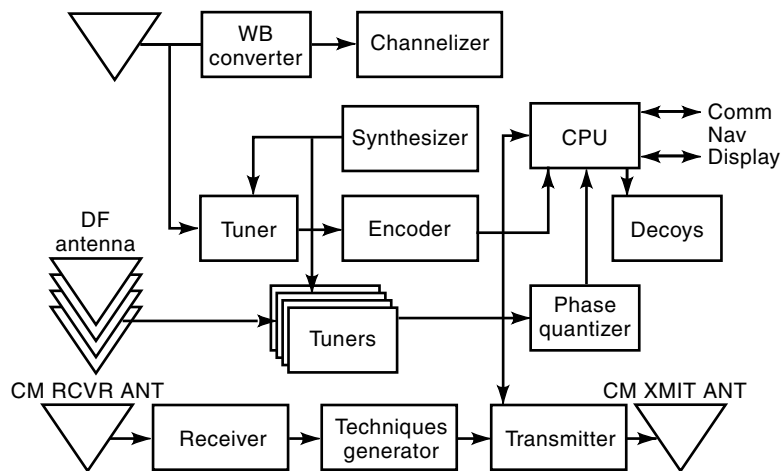 WB
converter
Channelizer
Synthesizer
CPU
Comm
Nav
Display
Tuner
Encoder
Decoys
DF
antenna
Tuners
Phase
quantizer
CM RCVR ANT
CM XMIT ANT
Receiver
Techniques
generator
Transmitter